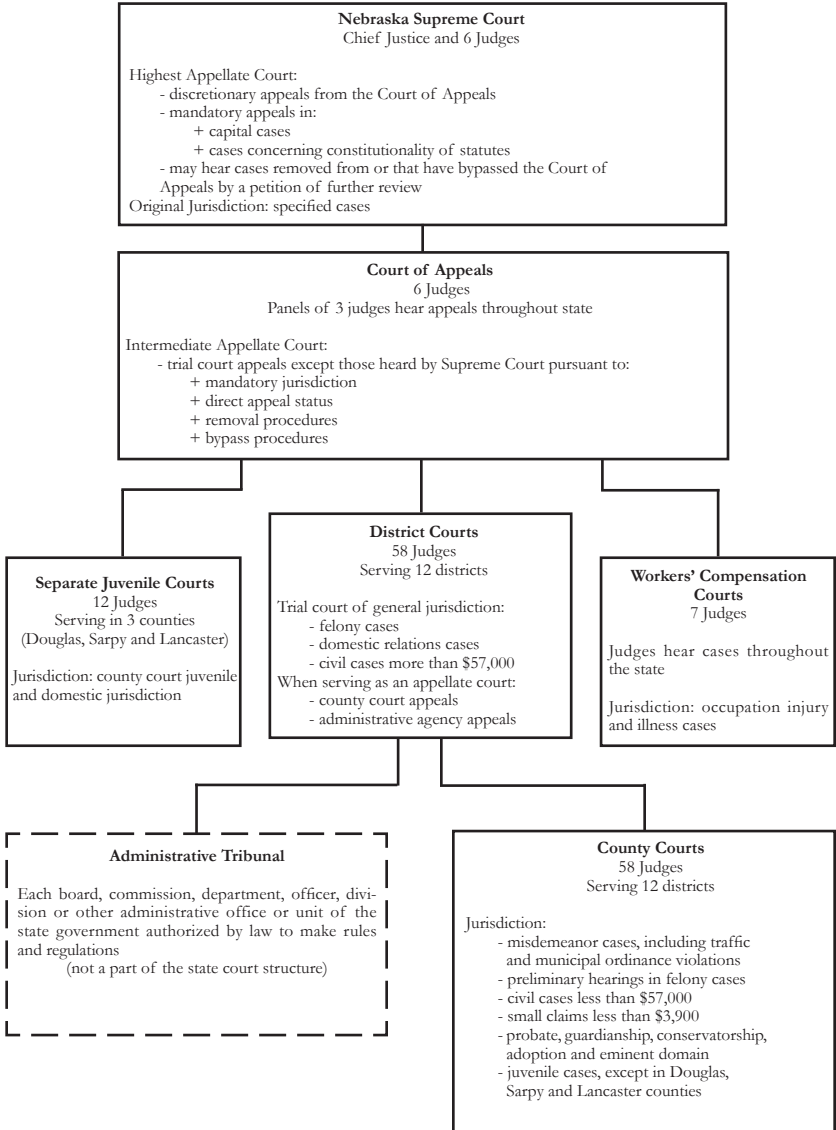 Nebraska Supreme Court
Chief Justice and 6 Judges
Highest Appellate Court:
- discretionary appeals from the Court of Appeals
- mandatory appeals in:
+ capital cases
+ cases concerning constitutionality of statutes
- may hear cases removed from or that have bypassed the Court of
Appeals by a petition of further review
Original Jurisdiction: specified cases
Court of Appeals
6 Judges
Panels of 3 judges hear appeals throughout state
Intermediate Appellate Court:
- trial court appeals except those heard by Supreme Court pursuant to:
+ mandatory jurisdiction
+ direct appeal status
+ removal procedures
+ bypass procedures
Separate Juvenile Courts
12 Judges
Serving in 3 counties
(Douglas, Sarpy and Lancaster)
Jurisdiction: county court juvenile
and domestic jurisdiction
District Courts
58 Judges
Serving 12 districts
Trial court of general jurisdiction:
- felony cases
- domestic relations cases
- civil cases more than $57,000
When serving as an appellate court:
- county court appeals
- administrative agency appeals
Workers' Compensation
Courts
7 Judges
Judges hear cases throughout
the state
Jurisdiction: occupation injury
and illness cases
Administrative Tribunal
Each board, commission, department, officer, divi-
sion or other administrative office or unit of the
state government authorized by law to make rules
and regulations
(not a part of the state court structure)
County Courts
58 Judges
Serving 12 districts
Jurisdiction:
- misdemeanor cases, including traffic
and municipal ordinance violations
- preliminary hearings in felony cases
- civil cases less than $57,000
- small claims less than $3,900
- probate, guardianship, conservatorship,
adoption and eminent domain
- juvenile cases, except in Douglas,
Sarpy and Lancaster counties